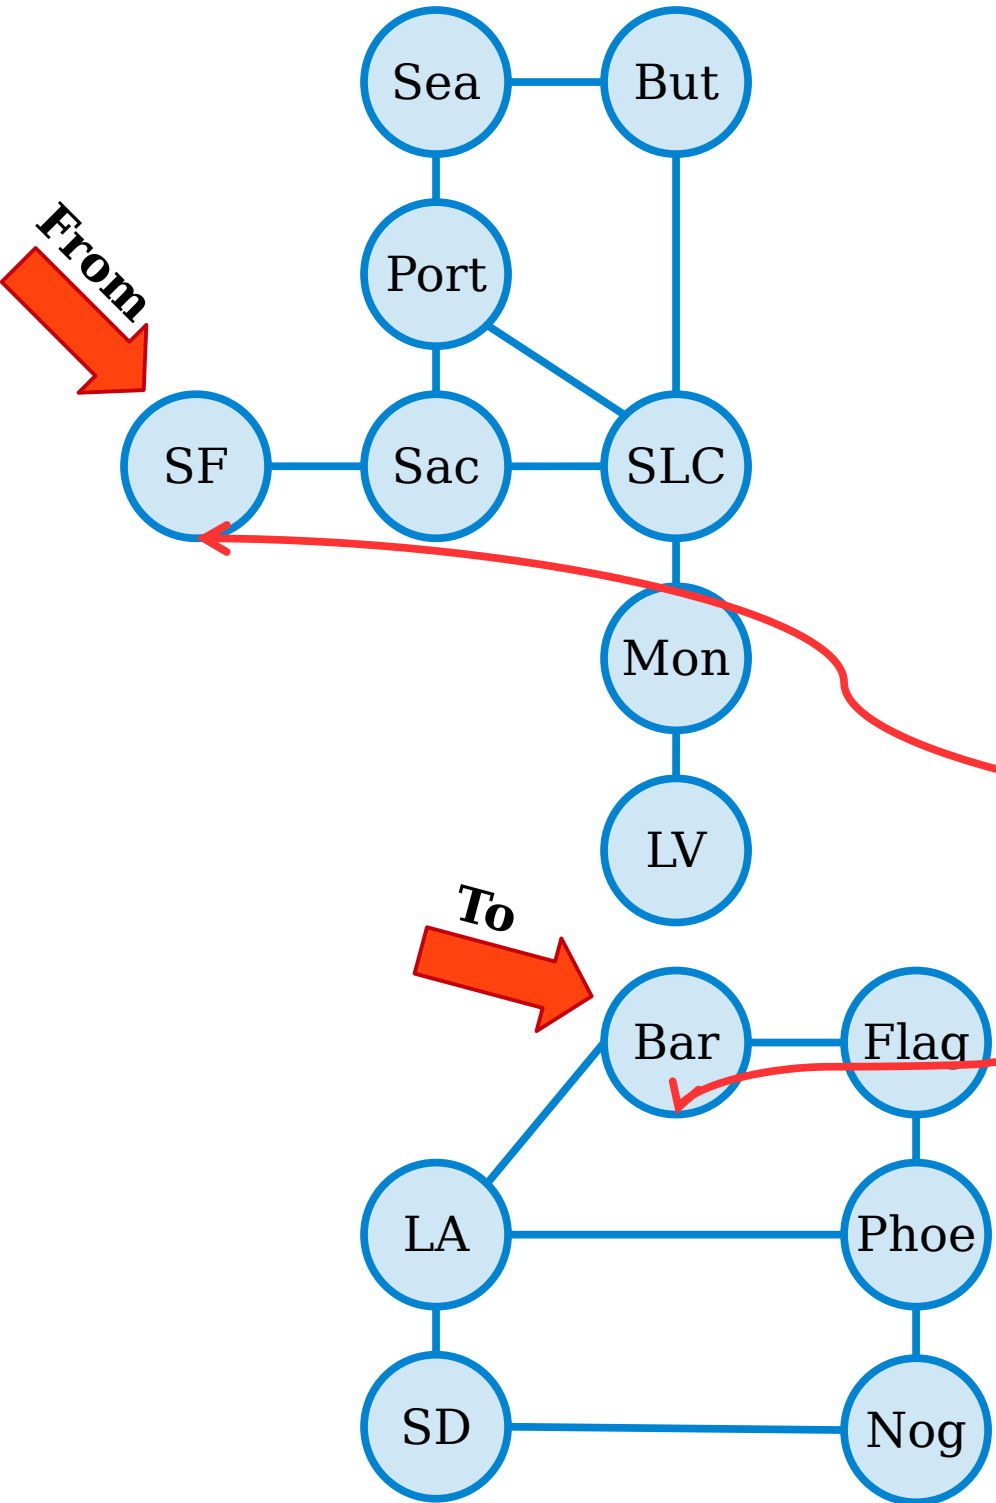 Sea
But
From
Port
SF
Sac
SLC
Mon
LV
To
Bar
Flag
LA
Phoe
SD
Nog